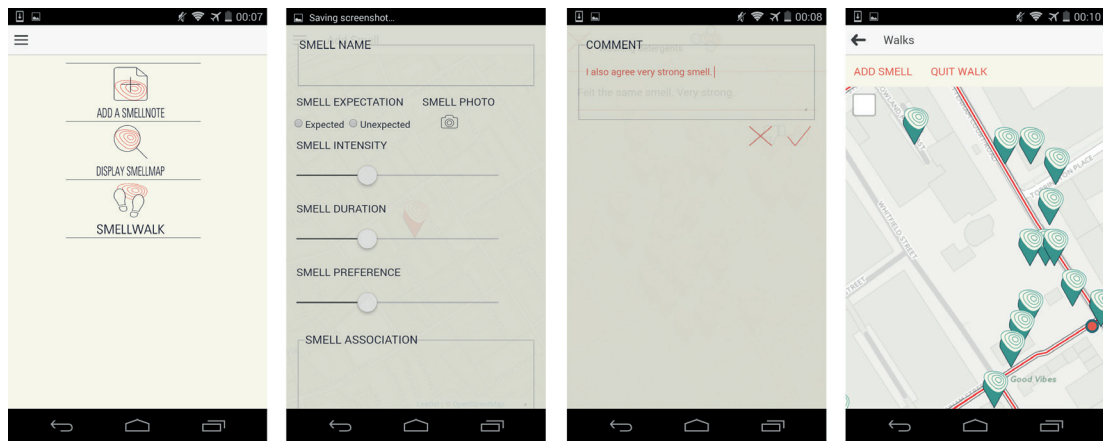 00:07
ADD A SMELLNOTE
DISPLAY SMELLMAP
SMELLWALK
Saving screenshot...
SMELL NAME
SMELL EXPECTATION SMELL PHOTO
Expected Unexpected
SMELL INTENSITY
SMELL DURATION
SMELL PREFERENCE
SMELL ASSOCIATION
00:08
COMMENT
I also agree very strong smell.
Felt the same smell. Very strong.
00:10
Walks
ADD SMELL QUIT WALK
WHITFIELD STREET
PLACE
STREET
Good Vibes